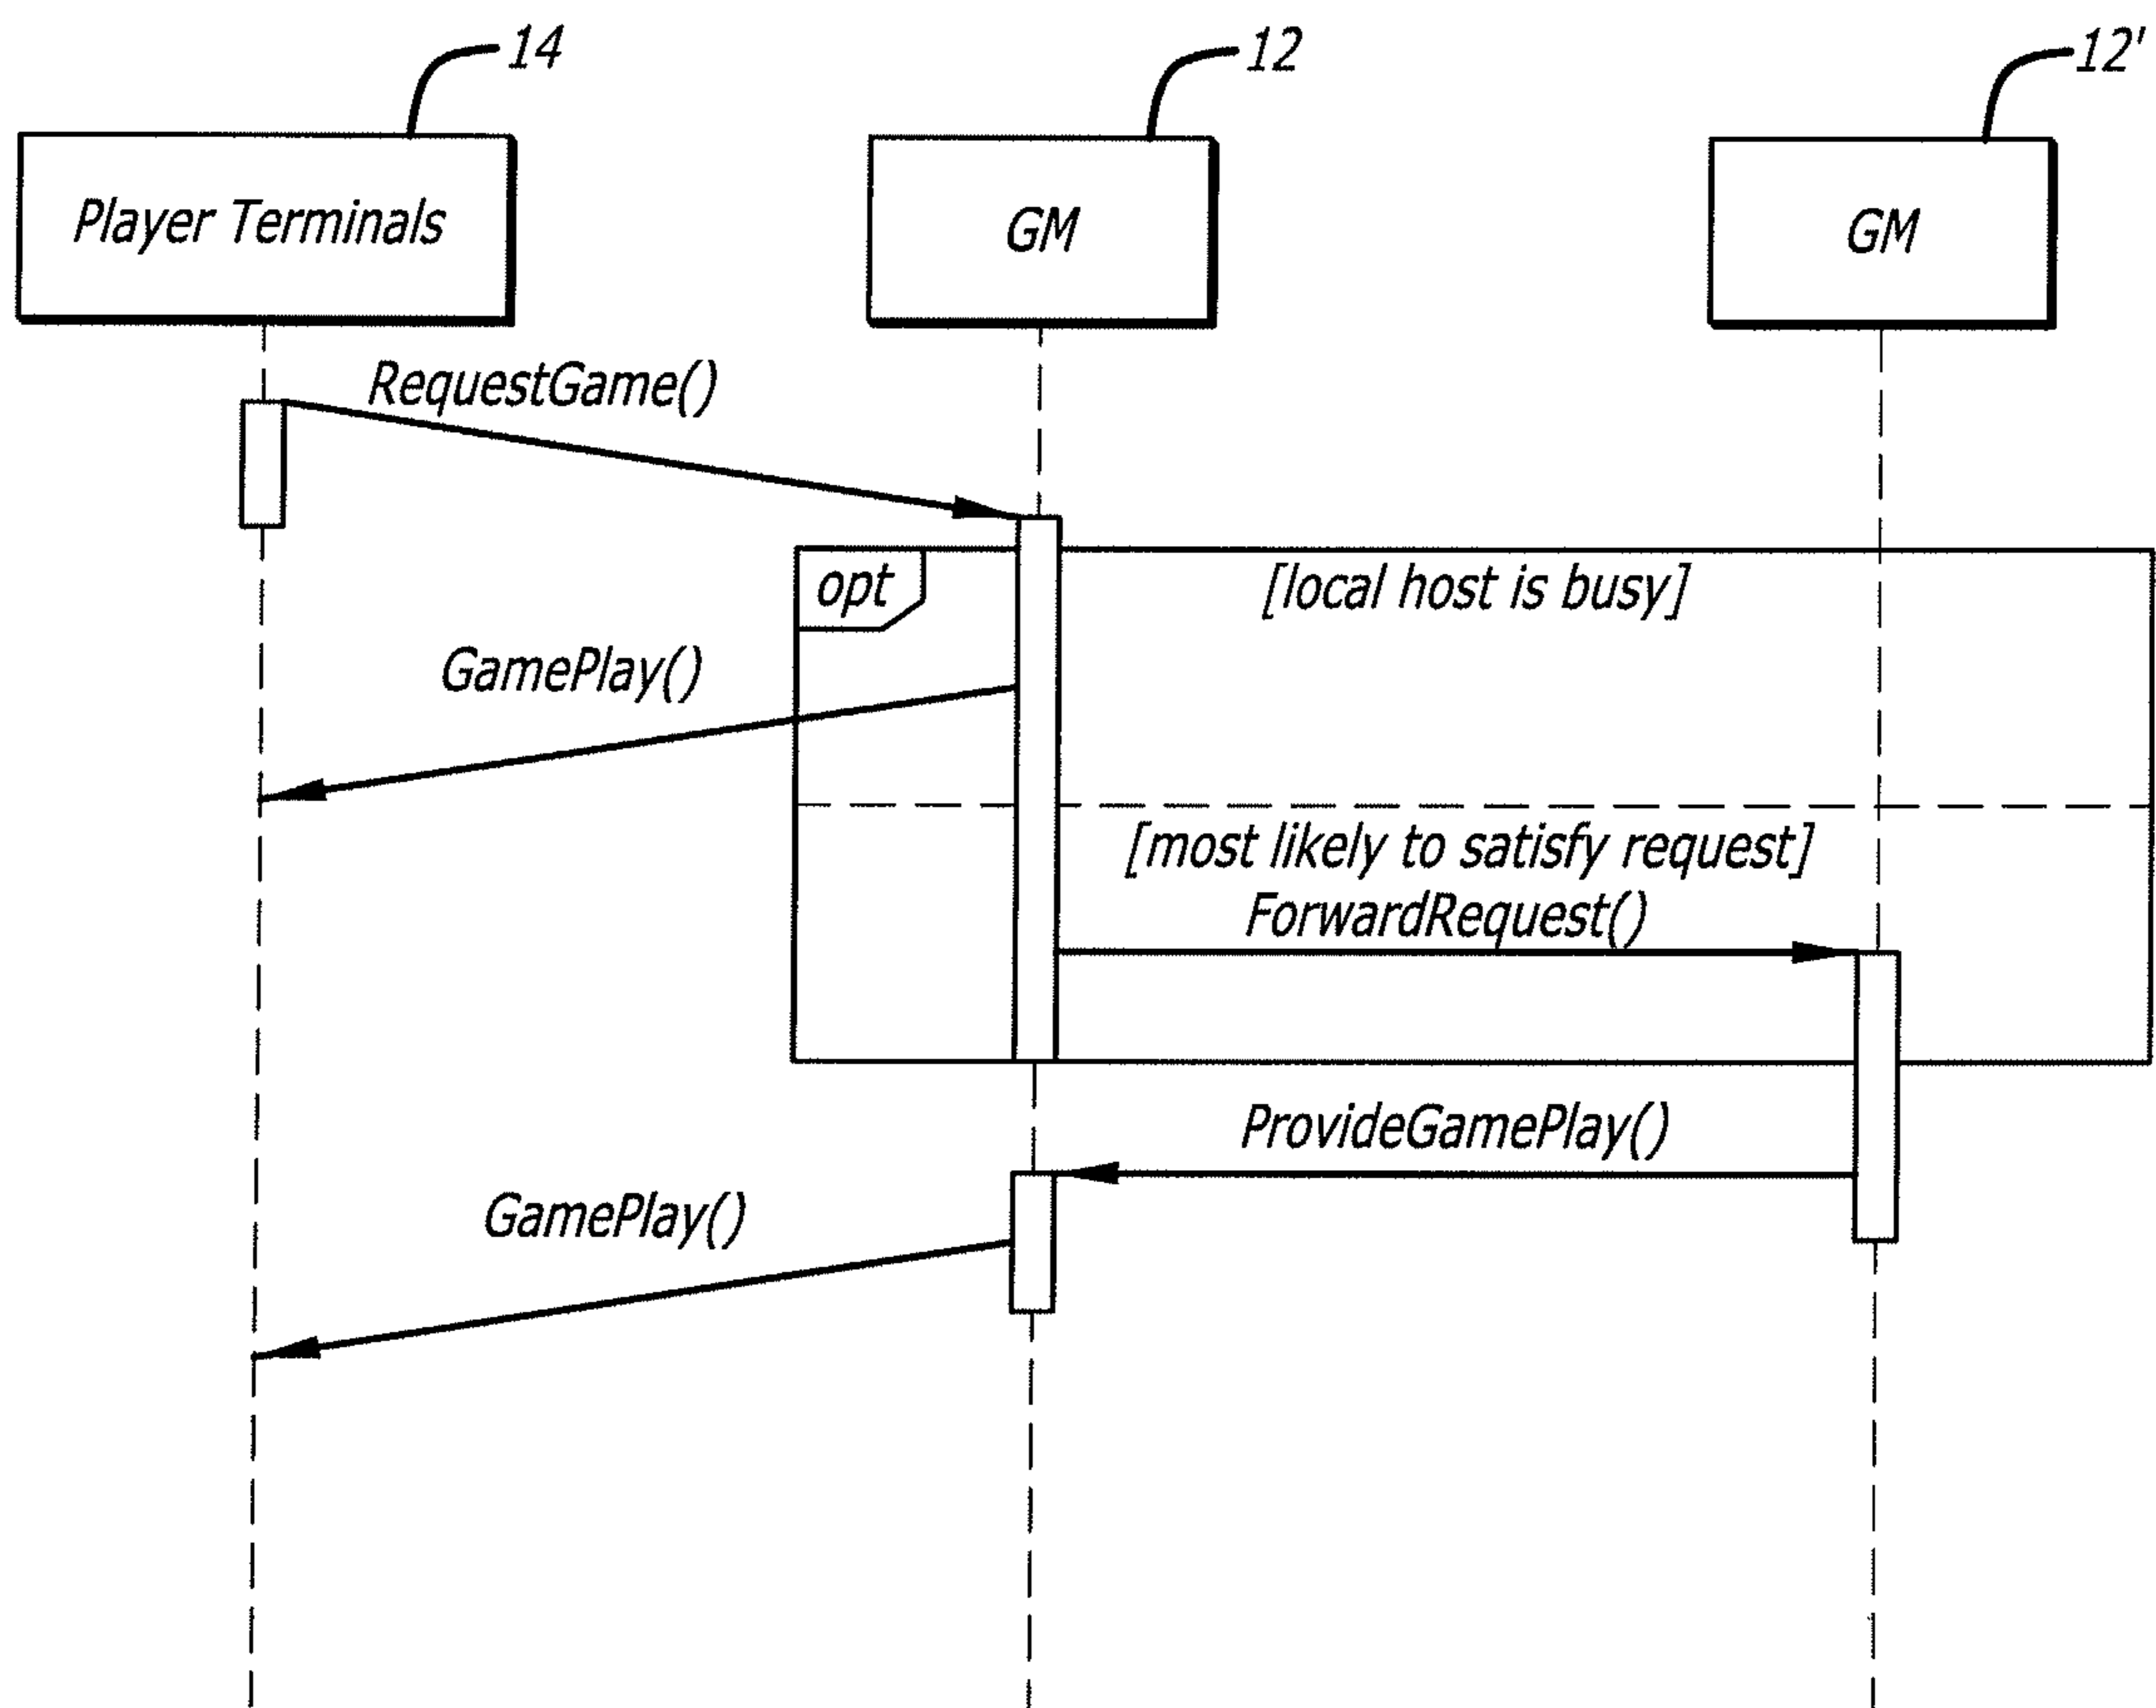 14
12
12'
Player Terminals
GM
GM
RequestGame()
opt
[local host is busy]
GamePlay()
[most likely to satisfy request]
ForwardRequest()
ProvideGamePlay()
GamePlay()